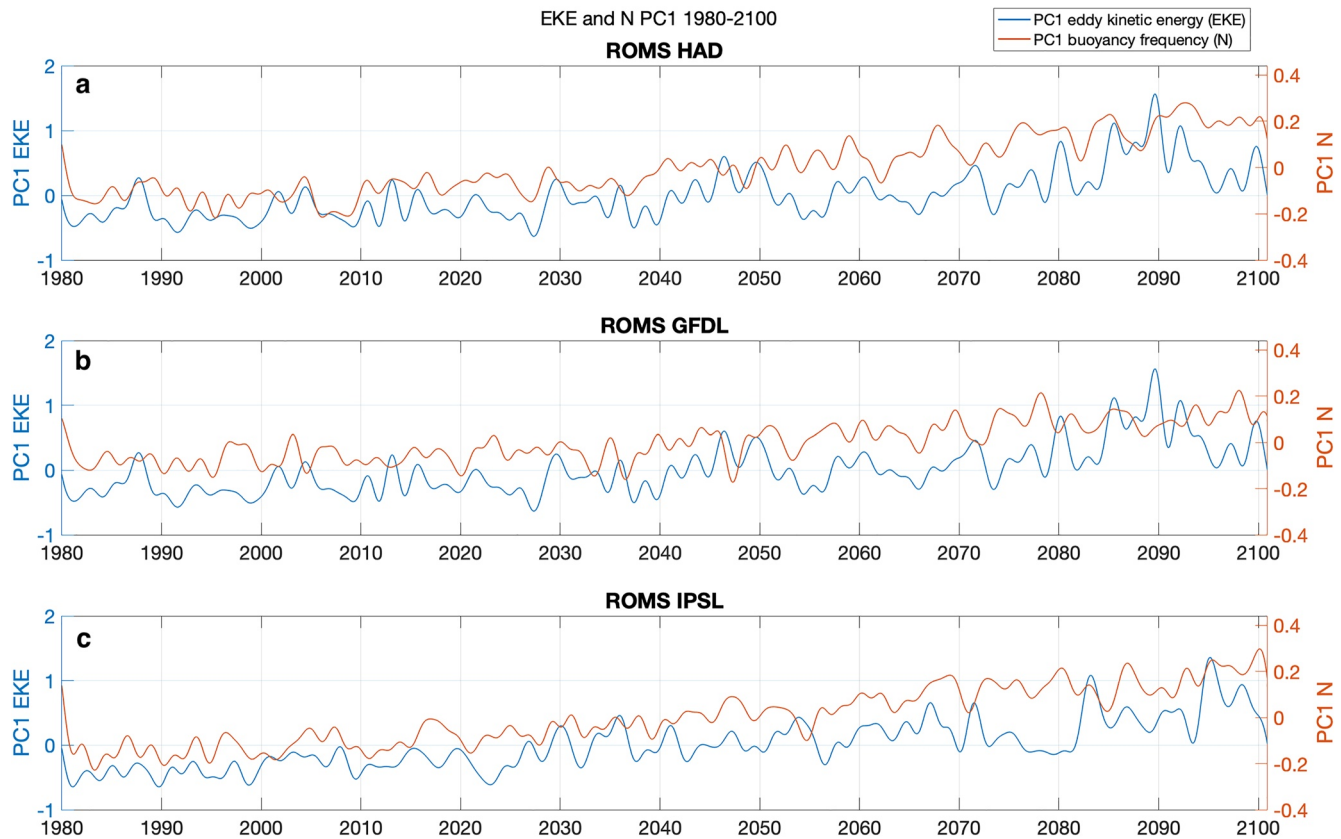 EKE and N PC1 1980-2100
PC1 eddy kinetic energy (EKE)
PC1 buoyancy frequency (N)
ROMS HAD
a
PC1 EKE
2
1
0
-1
0.4
0.2
0
-0.2
-0.4
PC1 N
1980 1990 2000 2010 2020 2030 2040 2050 2060 2070 2080 2090 2100
ROMS GFDL
b
PC1 EKE
2
1
0
-1
0.4
0.2
0
-0.2
-0.4
PC1 N
1980 1990 2000 2010 2020 2030 2040 2050 2060 2070 2080 2090 2100
ROMS IPSL
c
PC1 EKE
2
1
0
-1
0.4
0.2
0
-0.2
-0.4
PC1 N
1980 1990 2000 2010 2020 2030 2040 2050 2060 2070 2080 2090 2100